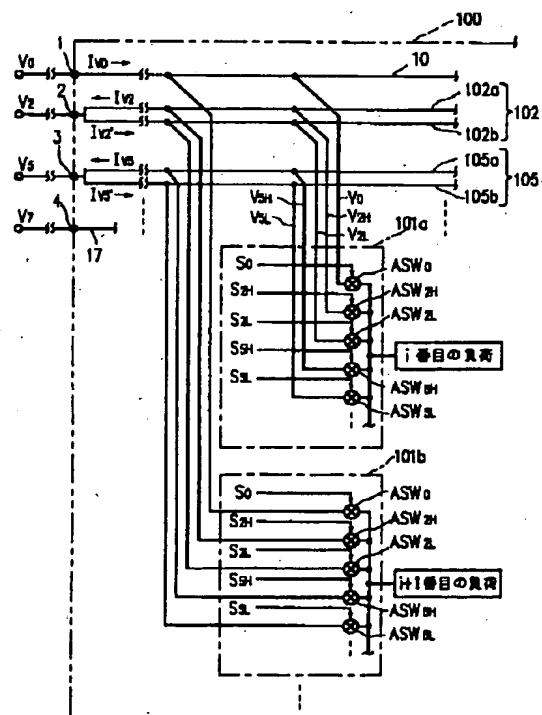 100
V0 1 IV0 → 10
V2 2 ← IV2 102a 102
IV2' → 102b
V5 3 ← IV5 105a 105
IV5' → 105b
V7 4 17
V5H V5L V0 V2H V2L
101a
S0 ASW0
S2H ASW2H
S2L ASW2L
S5H i番目の負荷
S5L ASW5H
ASW5L
101b
S0 ASW0
S2H ASW2H
S2L ASW2L
S5H i+1番目の負荷
S5L ASW5H
ASW5L